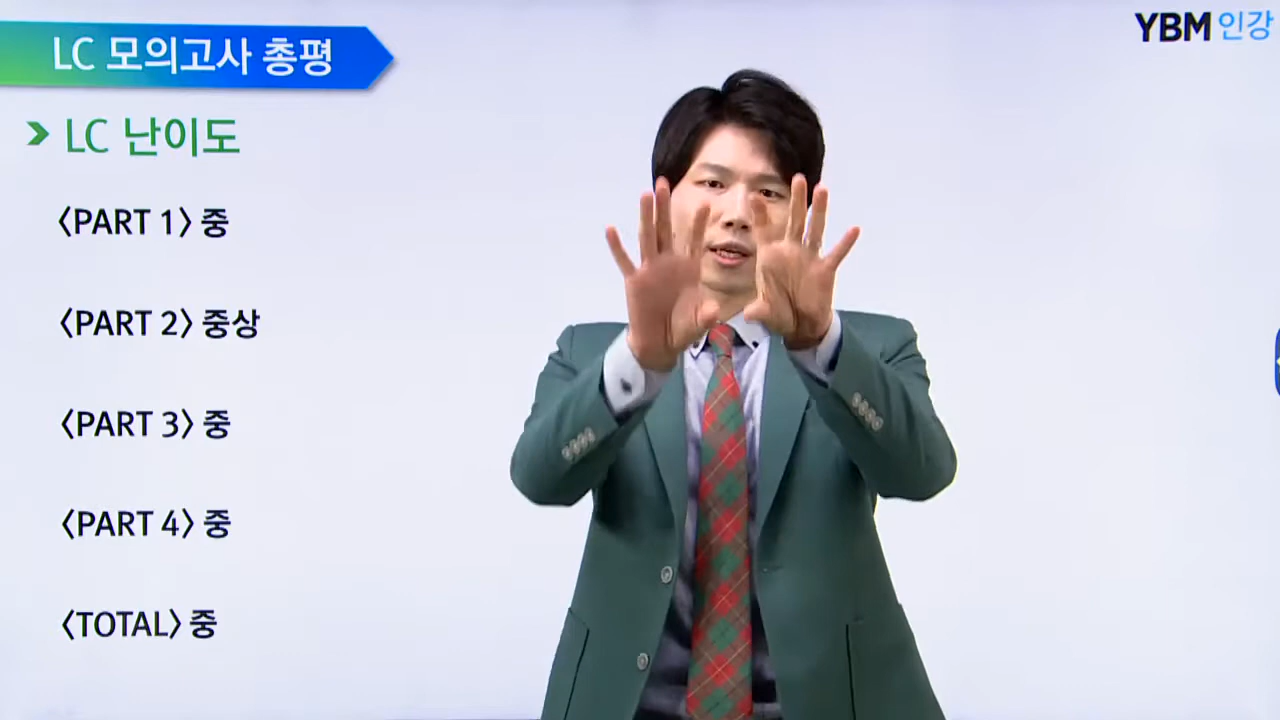 LC 모의고사 총평
YBM 인강
LC 난이도
〈PART 1〉 중
〈PART 2〉 중상
〈PART 3〉 중
〈PART 4〉 중
〈TOTAL〉 중